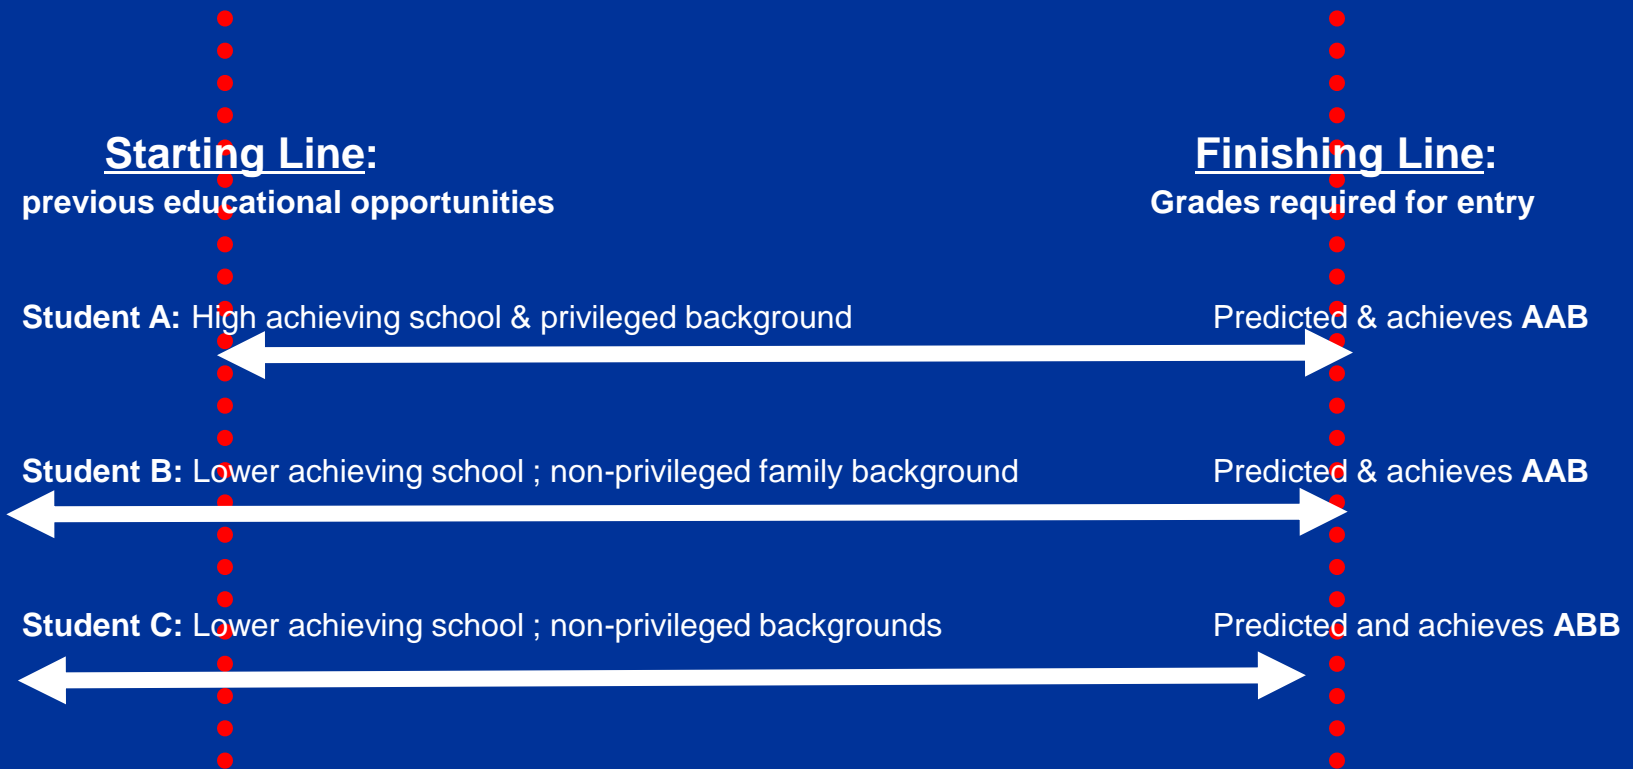 Starting Line:
previous educational opportunities
Finishing Line:
Grades required for entry
Student A: High achieving school & privileged background
Predicted & achieves AAB
Student B: Lower achieving school ; non-privileged family background
Predicted & achieves AAB
Student C: Lower achieving school ; non-privileged backgrounds
Predicted and achieves ABB